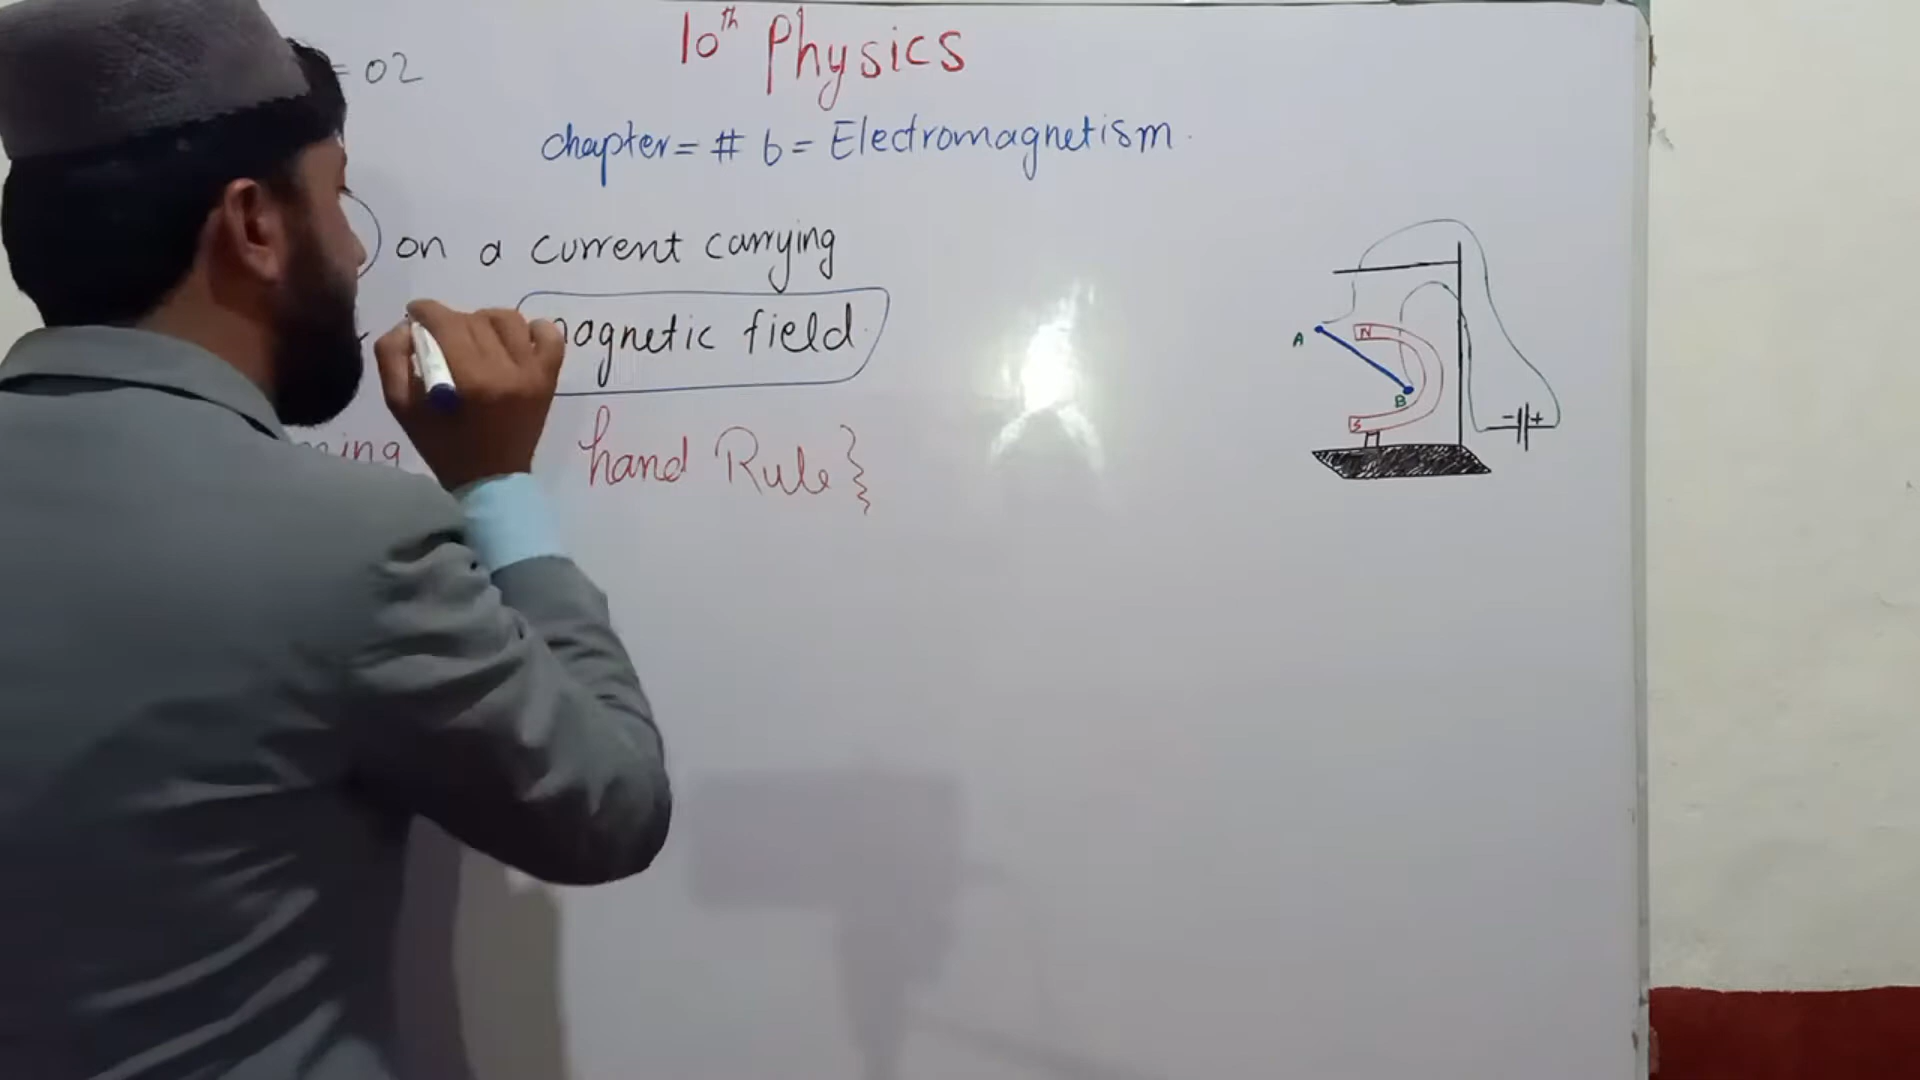 = 02
10th Physics
chapter = # 6 = Electromagnetism.
on a current carrying
magnetic field
hand Rule}
A
N
B
S
- +